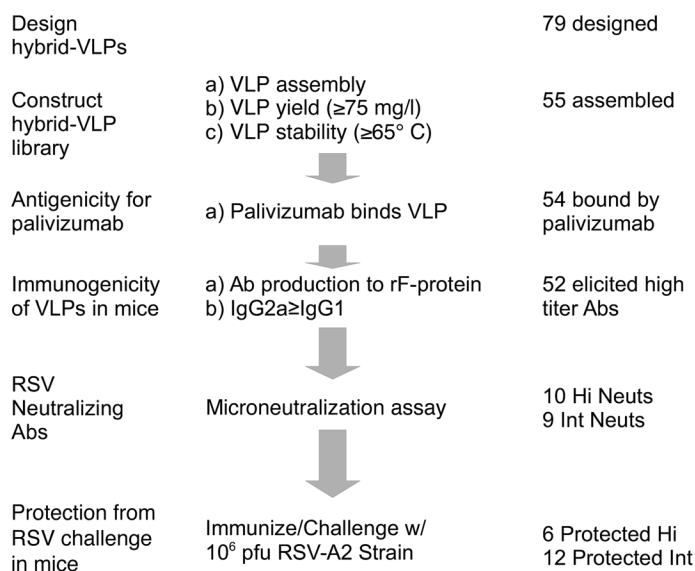 Design
hybrid-VLPs
79 designed
Construct
hybrid-VLP
library
a) VLP assembly
b) VLP yield (≥75 mg/l)
c) VLP stability (≥65° C)
55 assembled
Antigenicity for
palivizumab
a) Palivizumab binds VLP
54 bound by
palivizumab
Immunogenicity
of VLPs in mice
a) Ab production to rF-protein
b) IgG2a≥IgG1
52 elicited high
titer Abs
RSV
Neutralizing
Abs
Microneutralization assay
10 Hi Neuts
9 Int Neuts
Protection from
RSV challenge
in mice
Immunize/Challenge w/
10⁶ pfu RSV-A2 Strain
6 Protected Hi
12 Protected Int